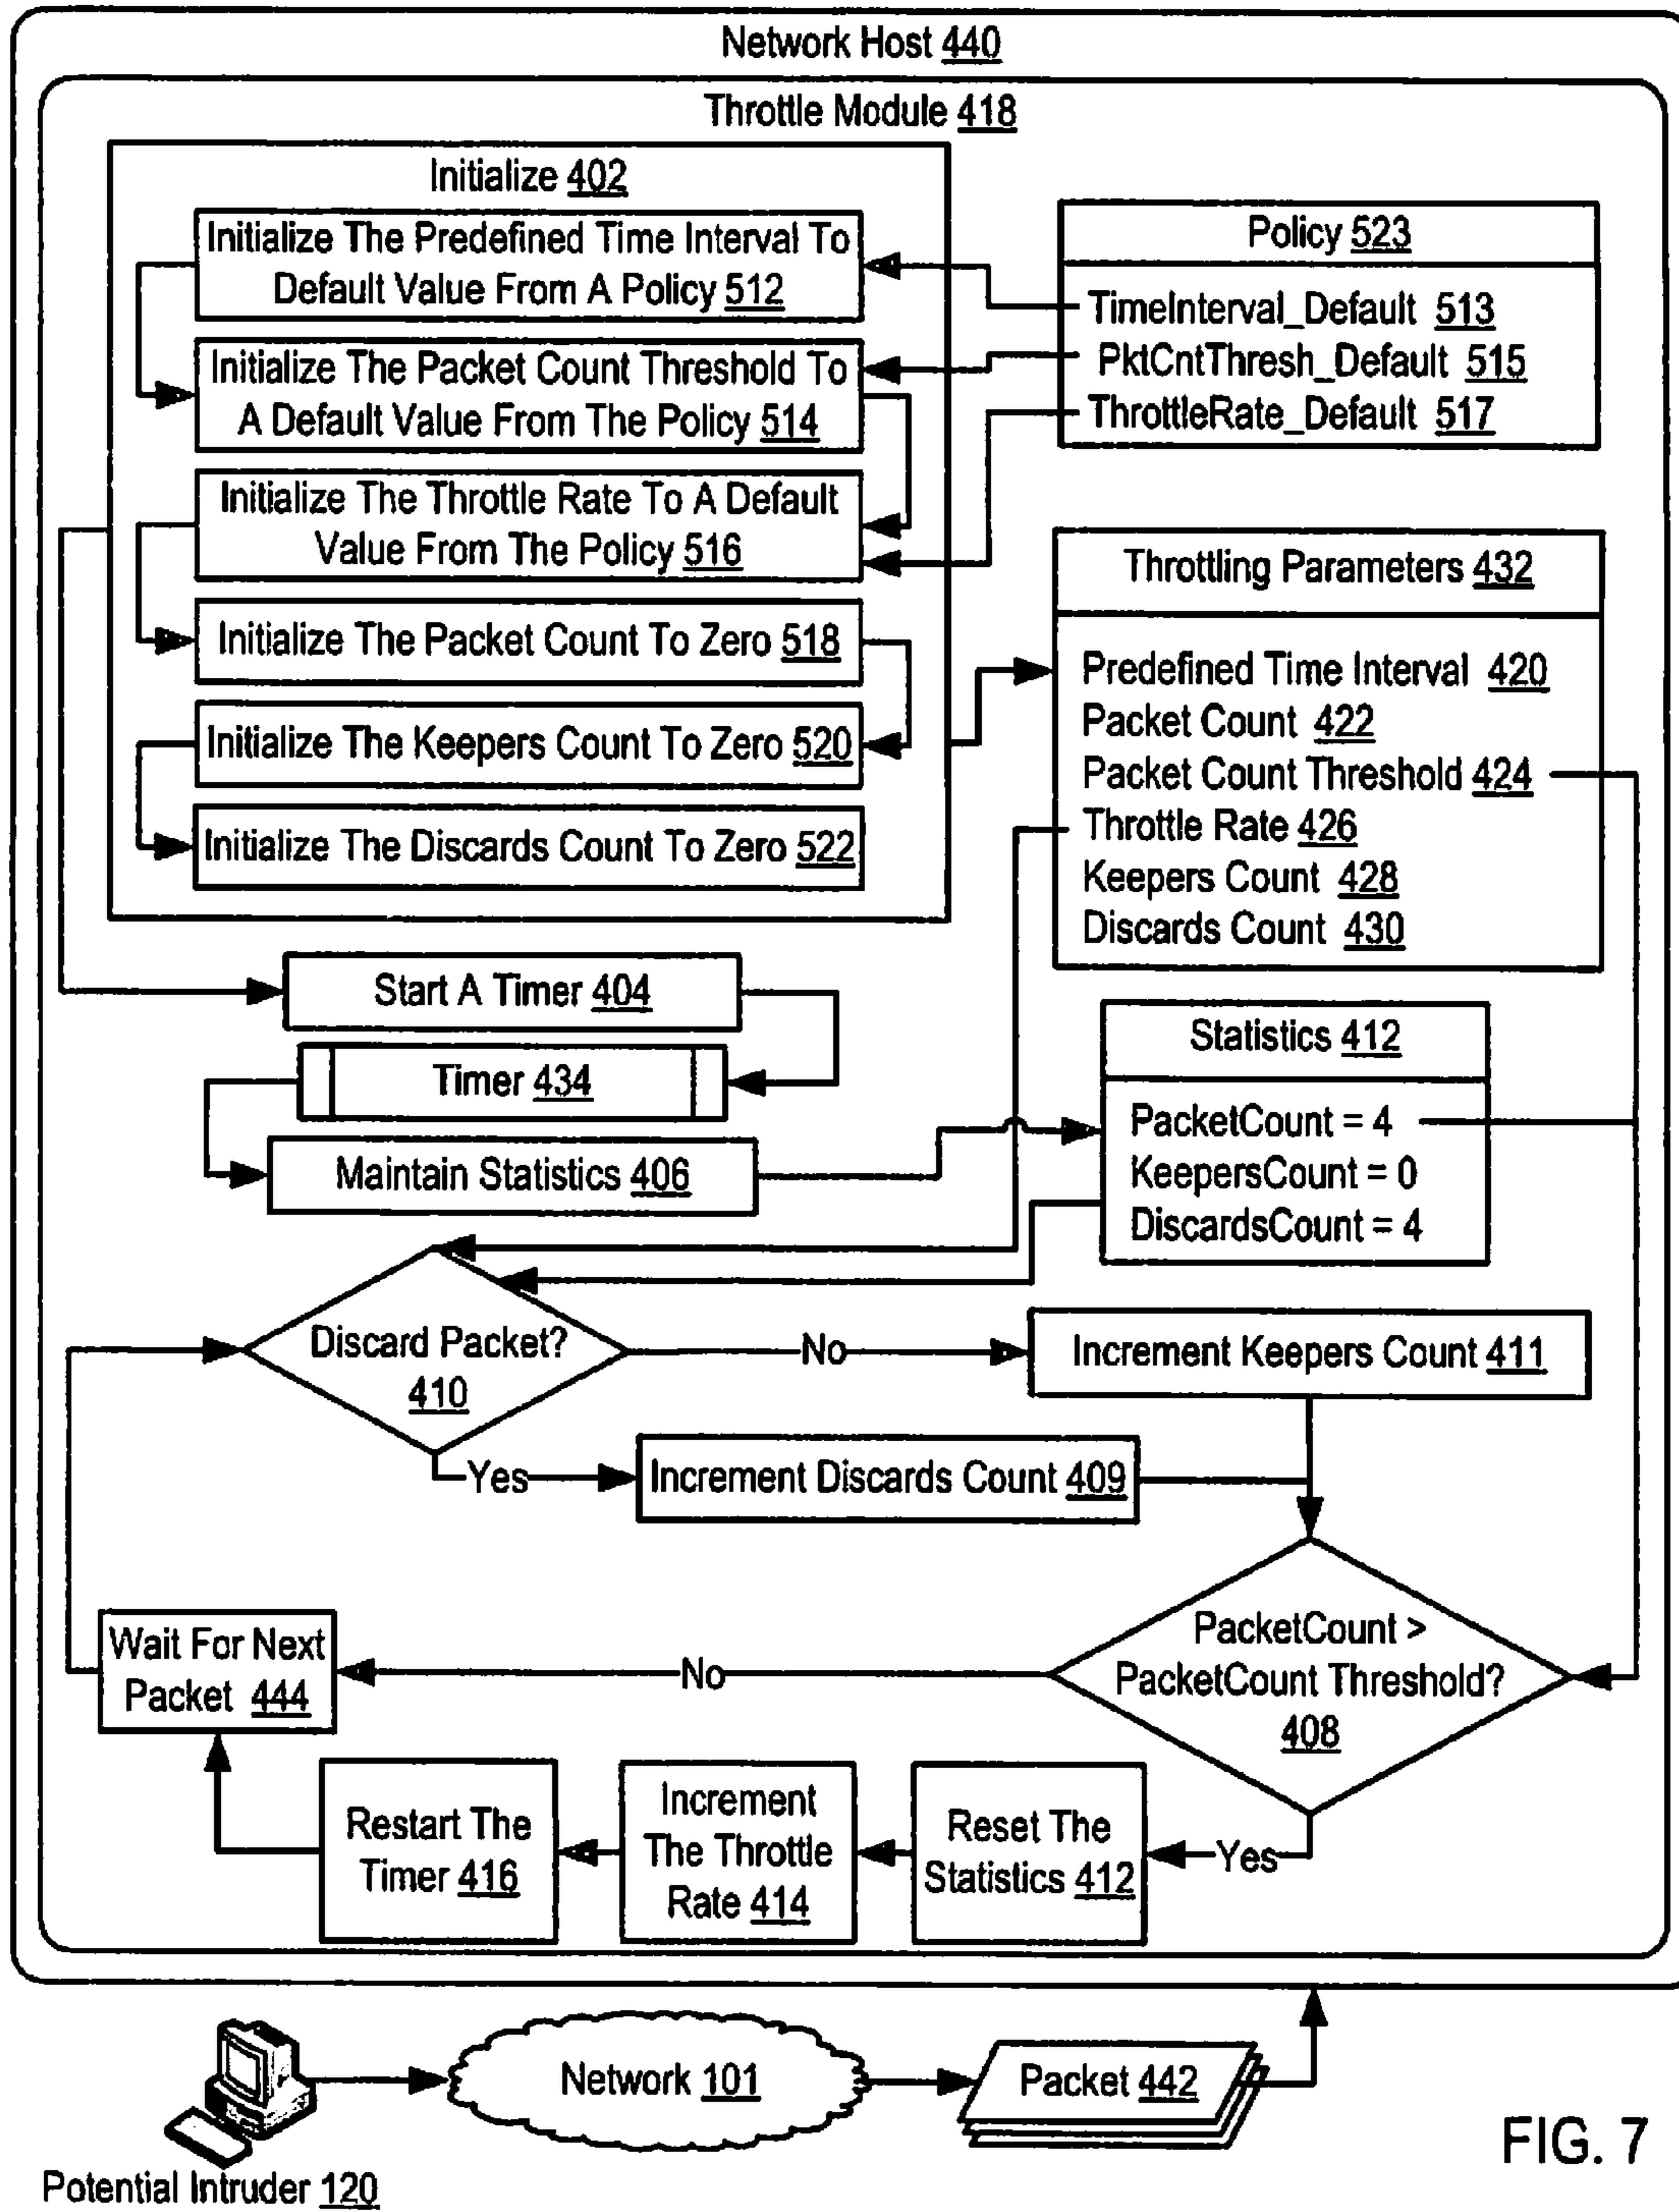 Network Host 440
Throttle Module 418
Initialize 402
Initialize The Predefined Time Interval To
Default Value From A Policy 512
Initialize The Packet Count Threshold To
A Default Value From The Policy 514
Initialize The Throttle Rate To A Default
Value From The Policy 516
Initialize The Packet Count To Zero 518
Initialize The Keepers Count To Zero 520
Initialize The Discards Count To Zero 522
Policy 523
TimeInterval_Default 513
PktCntThresh_Default 515
ThrottleRate_Default 517
Throttling Parameters 432
Predefined Time Interval 420
Packet Count 422
Packet Count Threshold 424
Throttle Rate 426
Keepers Count 428
Discards Count 430
Start A Timer 404
Timer 434
Maintain Statistics 406
Statistics 412
PacketCount = 4
KeepersCount = 0
DiscardsCount = 4
Discard Packet?
410
No
Increment Keepers Count 411
Yes
Increment Discards Count 409
PacketCount >
PacketCount Threshold?
408
No
Wait For Next
Packet 444
Yes
Reset The
Statistics 412
Increment
The Throttle
Rate 414
Restart The
Timer 416
Potential Intruder 120
Network 101
Packet 442
FIG. 7